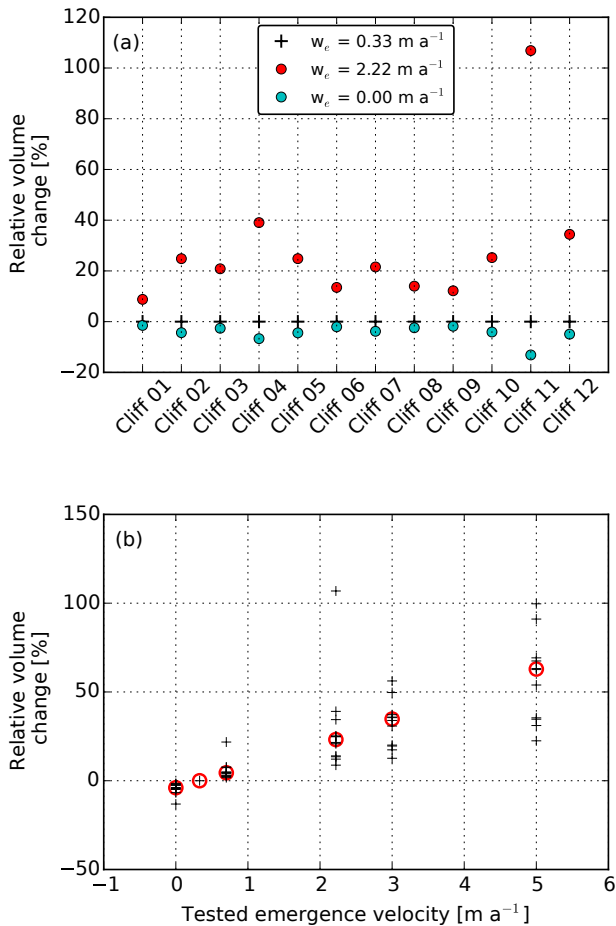 (a)
w_e = 0.33 m a⁻¹
w_e = 2.22 m a⁻¹
w_e = 0.00 m a⁻¹
120
100
80
60
40
20
0
−20
Relative volume
change [%]
Cliff 01
Cliff 02
Cliff 03
Cliff 04
Cliff 05
Cliff 06
Cliff 07
Cliff 08
Cliff 09
Cliff 10
Cliff 11
Cliff 12
(b)
150
100
50
0
−50
Relative volume
change [%]
−1 0 1 2 3 4 5 6
Tested emergence velocity [m a⁻¹]